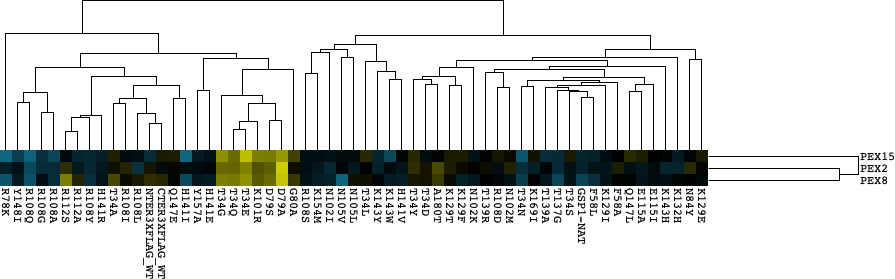 PEX15
PEX2
PEX8
R78K
Y148I
R108Q
R108G
R108A
R112S
R112A
R108Y
H141R
T34A
R108I
R108L
NTER3XFLAG_WT
CTER3XFLAG_WT
Q147E
H141I
Y157A
H141E
T34G
T34Q
T34E
K101R
D79S
D79A
G80A
R108S
K154M
N102I
N105V
N105L
T34L
K143Y
K143W
H141V
T34Y
T34D
A180T
K129T
K129F
N102K
T139R
R108D
N102M
T34N
K169I
T139A
T137G
T34S
GSP1-NAT
F58L
K129I
F58A
Q147L
E115A
E115I
K143H
K132H
N84Y
K129E